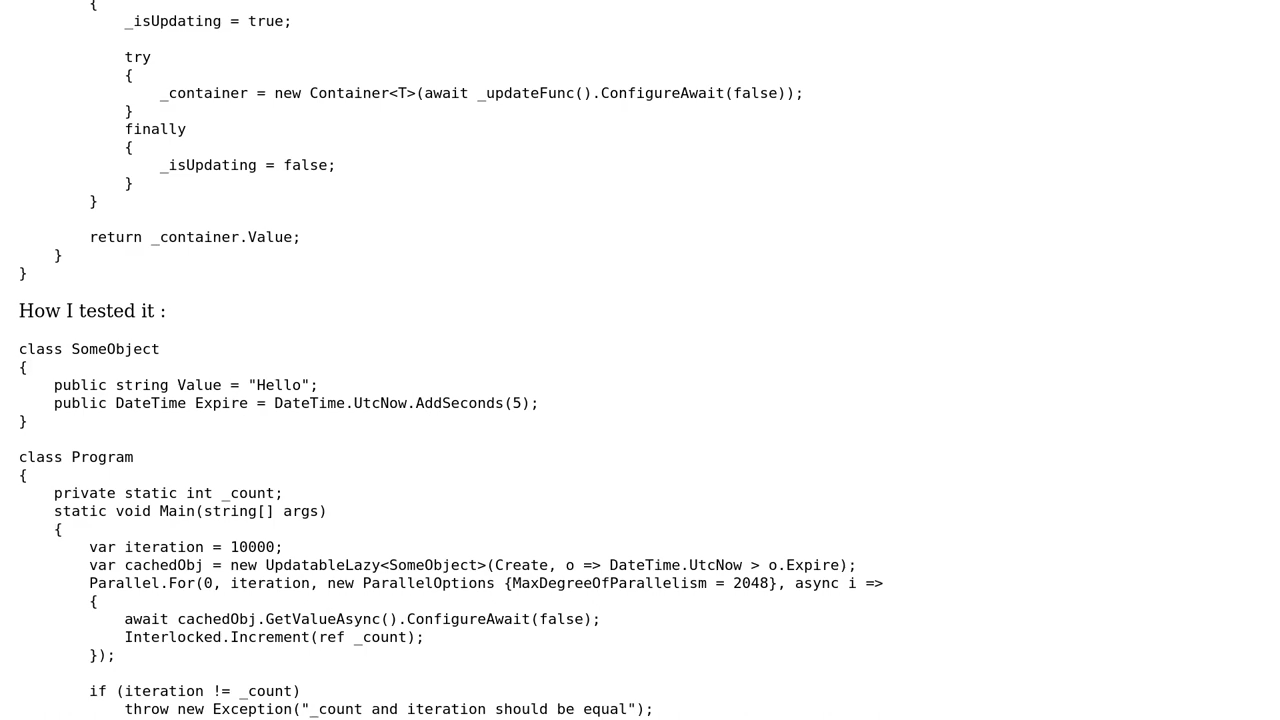 {
_isUpdating = true;
try
{
_container = new Container<T>(await _updateFunc().ConfigureAwait(false));
}
finally
{
_isUpdating = false;
}
}
return _container.Value;
}
}
How I tested it :
class SomeObject
{
public string Value = "Hello";
public DateTime Expire = DateTime.UtcNow.AddSeconds(5);
}
class Program
{
private static int _count;
static void Main(string[] args)
{
var iteration = 10000;
var cachedObj = new UpdatableLazy<SomeObject>(Create, o => DateTime.UtcNow > o.Expire);
Parallel.For(0, iteration, new ParallelOptions {MaxDegreeOfParallelism = 2048}, async i =>
{
await cachedObj.GetValueAsync().ConfigureAwait(false);
Interlocked.Increment(ref _count);
});
if (iteration != _count)
throw new Exception("_count and iteration should be equal");